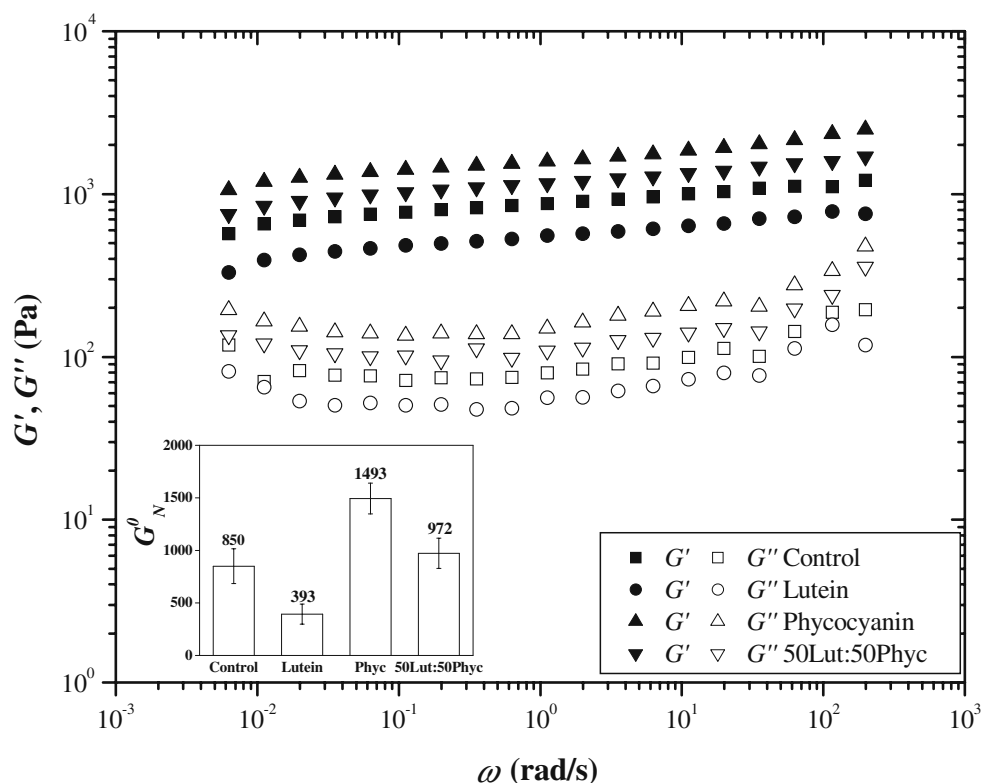 10^4
10^3
10^2
10^1
10^0
G', G'' (Pa)
10^-3
10^-2
10^-1
10^0
10^1
10^2
10^3
ω (rad/s)
2000
1500
1000
500
0
G^0_N
850
393
1493
972
Control
Lutein
Phyc
50Lut:50Phyc
G' G'' Control
G' G'' Lutein
G' G'' Phycocyanin
G' G'' 50Lut:50Phyc